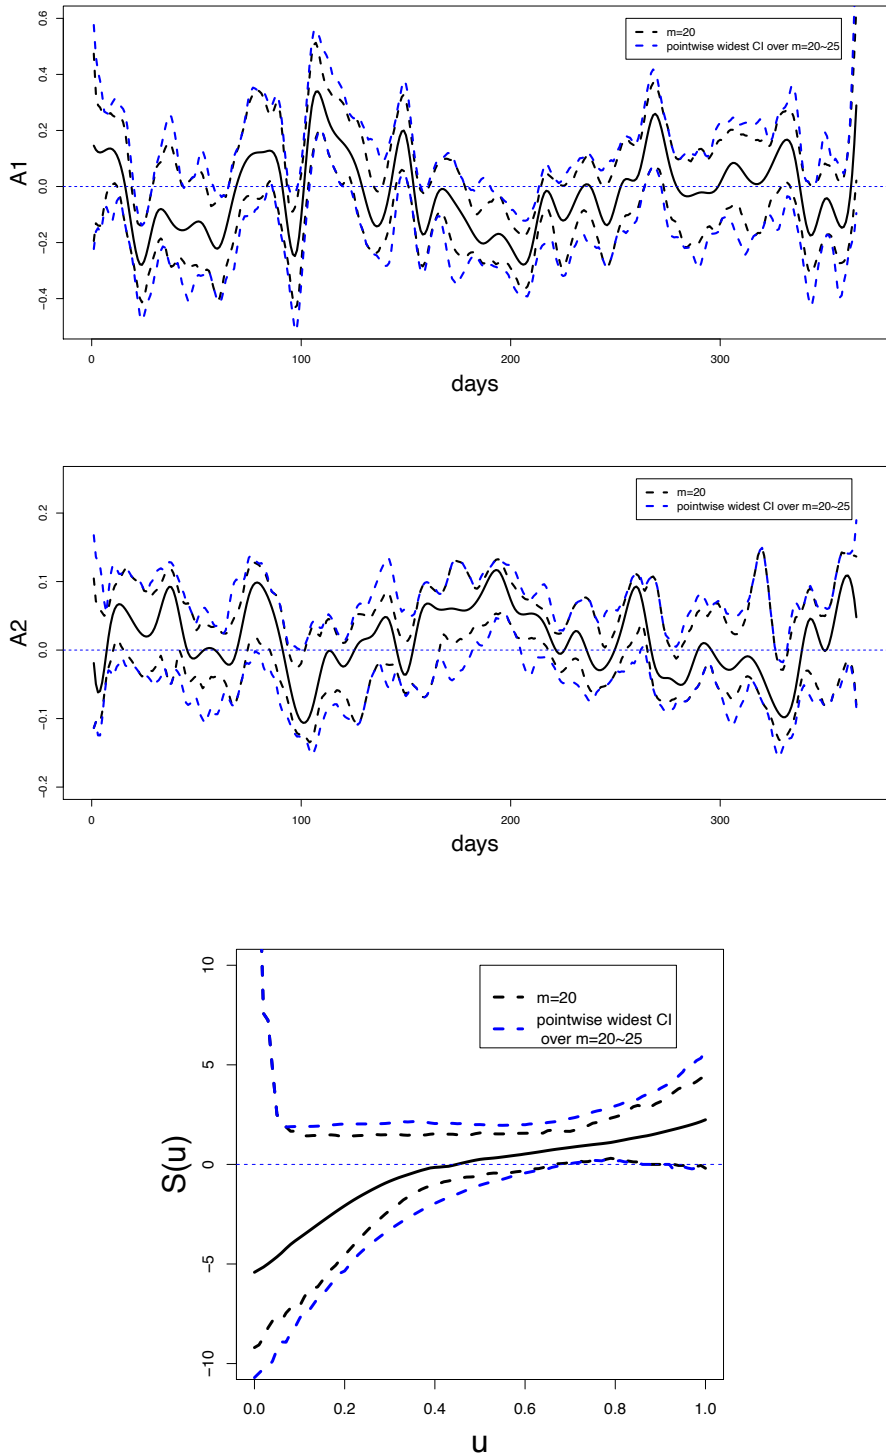 A1
0.6
0.4
0.2
0.0
−0.2
−0.4
m=20
pointwise widest CI over m=20~25
0 100 200 300
days
A2
0.2
0.1
0.0
−0.1
−0.2
m=20
pointwise widest CI over m=20~25
0 100 200 300
days
S(u)
10
5
0
−5
−10
m=20
pointwise widest CI
over m=20~25
0.0 0.2 0.4 0.6 0.8 1.0
u